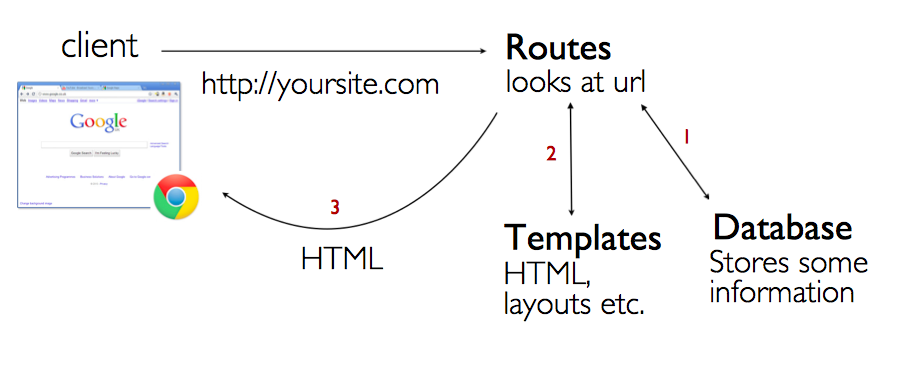 client
Routes
http://yoursite.com
looks at url
Google
1
2
3
HTML
Templates
HTML,
layouts etc.
Database
Stores some
information